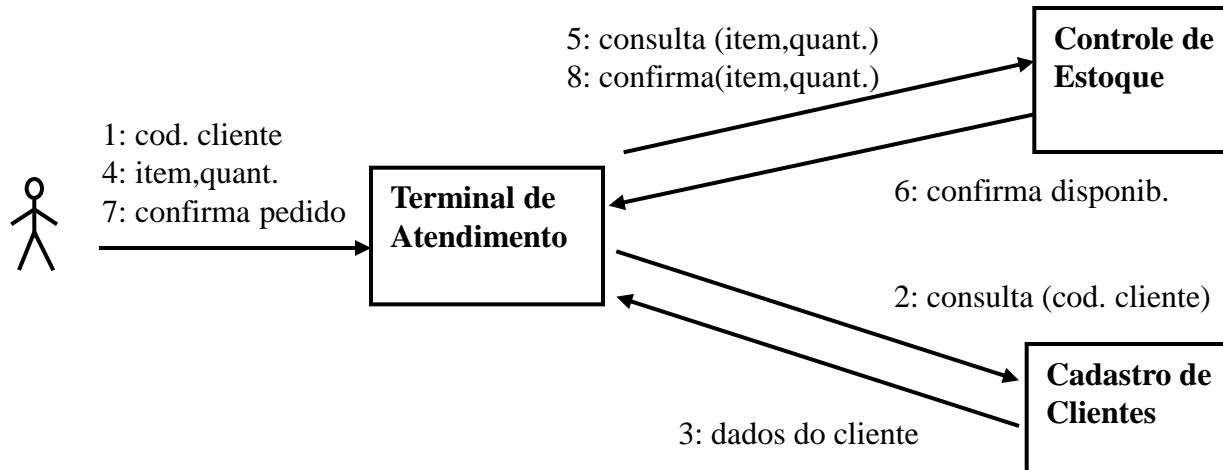 5: consulta (item,quant.)
8: confirma(item,quant.)
Controle de
Estoque
1: cod. cliente
4: item,quant.
7: confirma pedido
Terminal de
Atendimento
6: confirma disponib.
2: consulta (cod. cliente)
Cadastro de
Clientes
3: dados do cliente